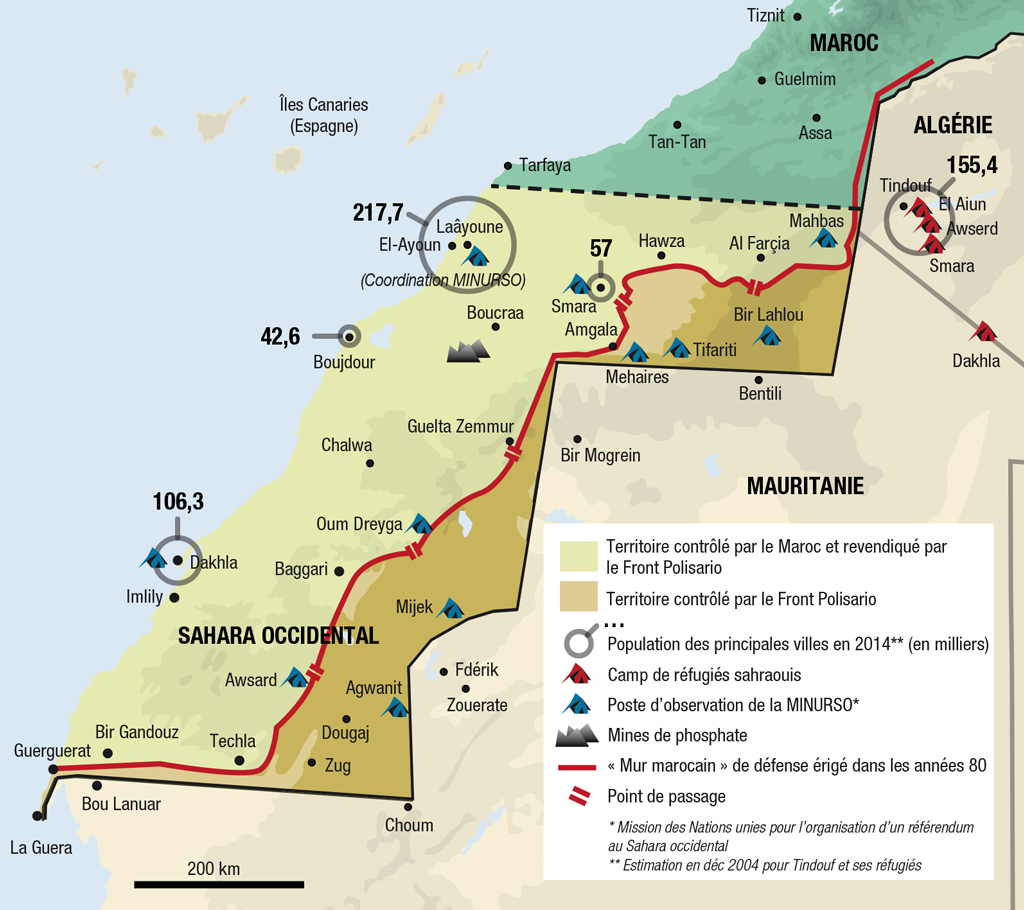 Tiznit
MAROC
Guelmim
Îles Canaries
(Espagne)
Assa
ALGÉRIE
Tan-Tan
155,4
Tarfaya
Tindouf
El Aiun
217,7
Laâyoune
Mahbas
Awserd
El-Ayoun
57
Hawza
Al Farçia
Smara
(Coordination MINURSO)
Smara
Boucraa
Bir Lahlou
42,6
Amgala
Tifariti
Boujdour
Dakhla
Mehaires
Bentili
Guelta Zemmur
Chalwa
Bir Mogrein
MAURITANIE
106,3
Oum Dreyga
Dakhla
Baggari
Imlily
Mijek
SAHARA OCCIDENTAL
Awsard
Agwanit
Fdérik
Zouerate
Dougaj
Bir Gandouz
Techla
Guerguerat
Zug
Bou Lanuar
La Guera
Choum
200 km
Territoire contrôlé par le Maroc et revendiqué par
le Front Polisario
Territoire contrôlé par le Front Polisario
...
Population des principales villes en 2014** (en milliers)
Camp de réfugiés sahraouis
Poste d’observation de la MINURSO*
Mines de phosphate
« Mur marocain » de défense érigé dans les années 80
Point de passage
* Mission des Nations unies pour l’organisation d’un référendum
au Sahara occidental
** Estimation en déc 2004 pour Tindouf et ses réfugiés